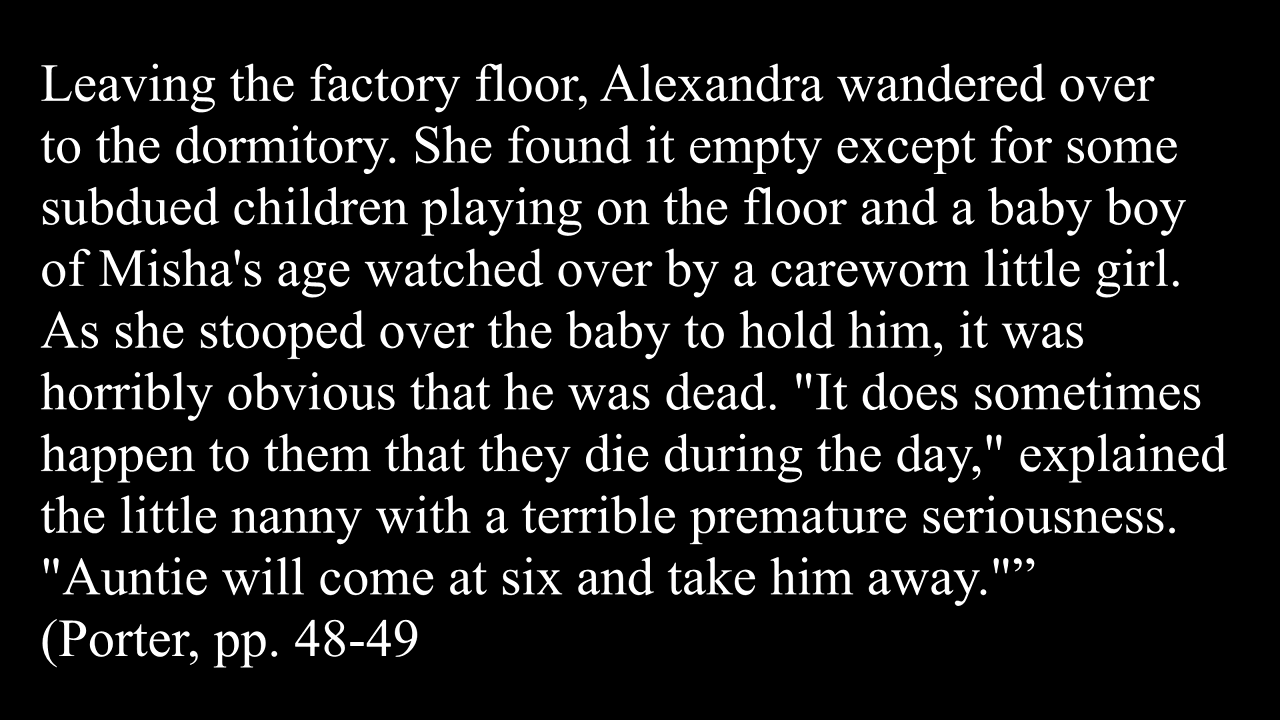 Leaving the factory floor, Alexandra wandered over
to the dormitory. She found it empty except for some
subdued children playing on the floor and a baby boy
of Misha's age watched over by a careworn little girl.
As she stooped over the baby to hold him, it was
horribly obvious that he was dead. "It does sometimes
happen to them that they die during the day," explained
the little nanny with a terrible premature seriousness.
"Auntie will come at six and take him away."”
(Porter, pp. 48-49